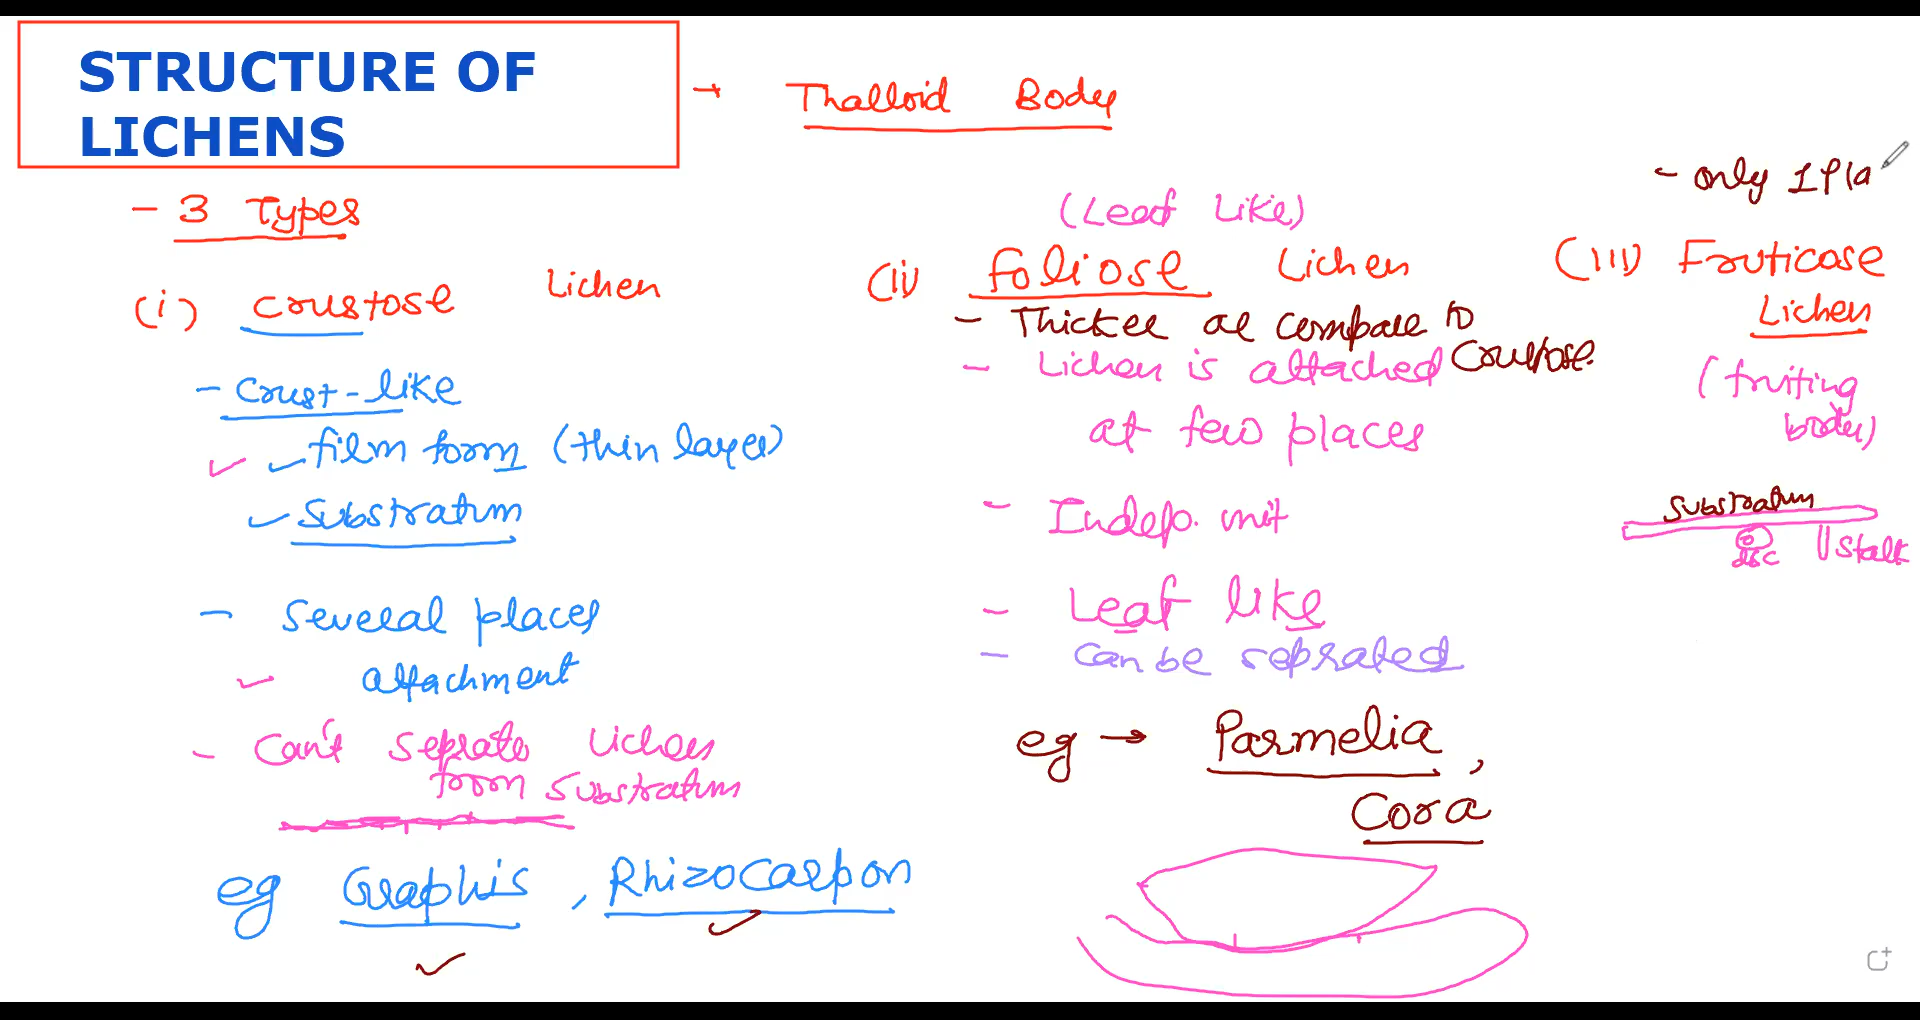 STRUCTURE OF
LICHENS
→ Thalloid Body
- 3 Types
(i) Crustose Lichen
- Crust-like
film form (thin layer)
Substratum
- Several places
attachment
- Can't seprate Lichen
form Substratum
eg Graphis, Rhizocarpon
(Leaf Like)
(ii) Foliose Lichen
- Thicker as compare to
Crustose.
- Lichen is attached
at few places
- Indep. unit
- Leaf like
- Can be seprated
eg → Parmelia,
Cora
- only 1 Pla
(iii) Fruticose
Lichen
(fruiting
body)
Substratum
disc Stalk